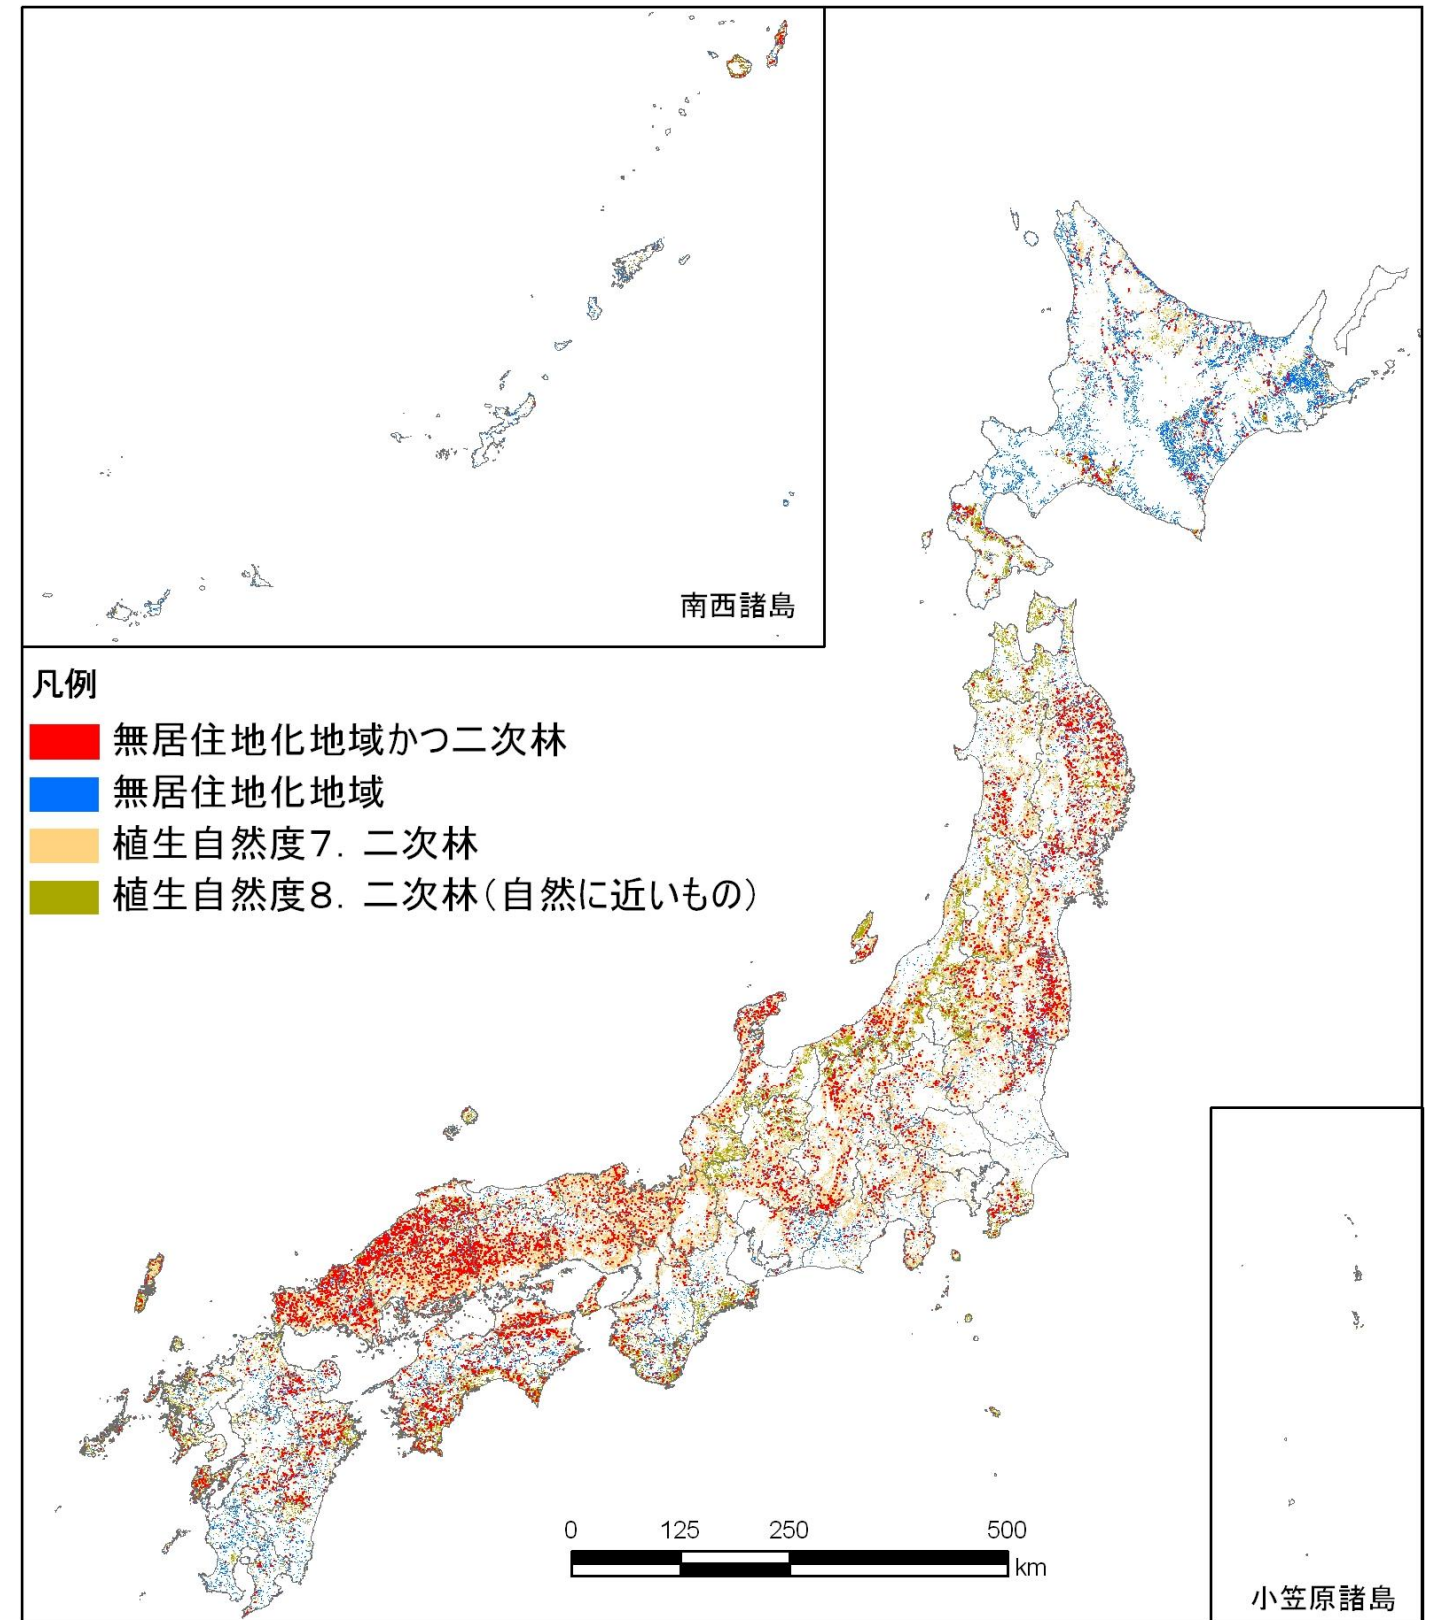 南西諸島
凡例
無居住地化地域かつ二次林
無居住地化地域
植生自然度7．二次林
植生自然度8．二次林（自然に近いもの）
0 125 250 500
km
小笠原諸島